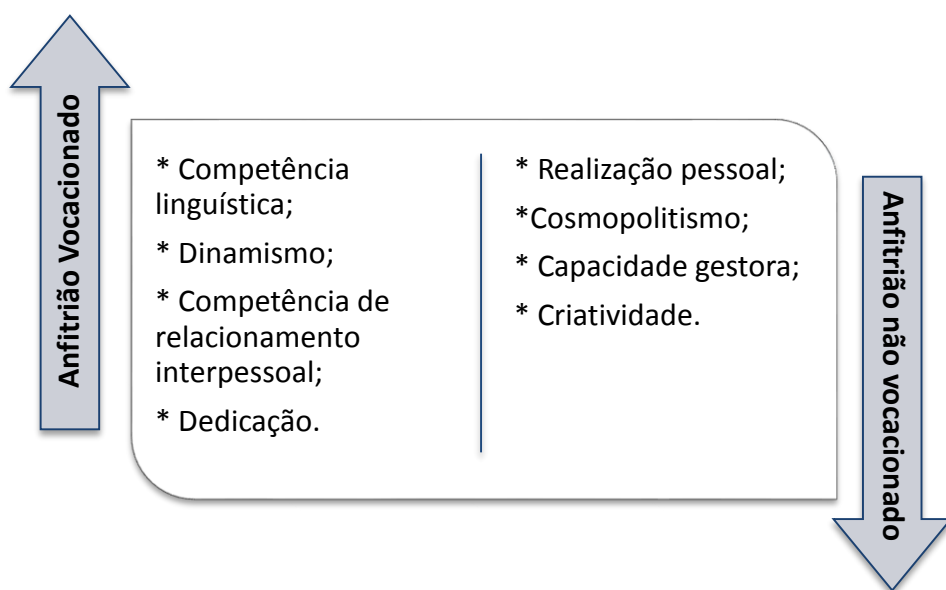 Anfitrião Vocacionado
* Competência
linguística;
* Dinamismo;
* Competência de
relacionamento
interpessoal;
* Dedicação.
* Realização pessoal;
*Cosmopolitismo;
* Capacidade gestora;
* Criatividade.
Anfitrião não vocacionado